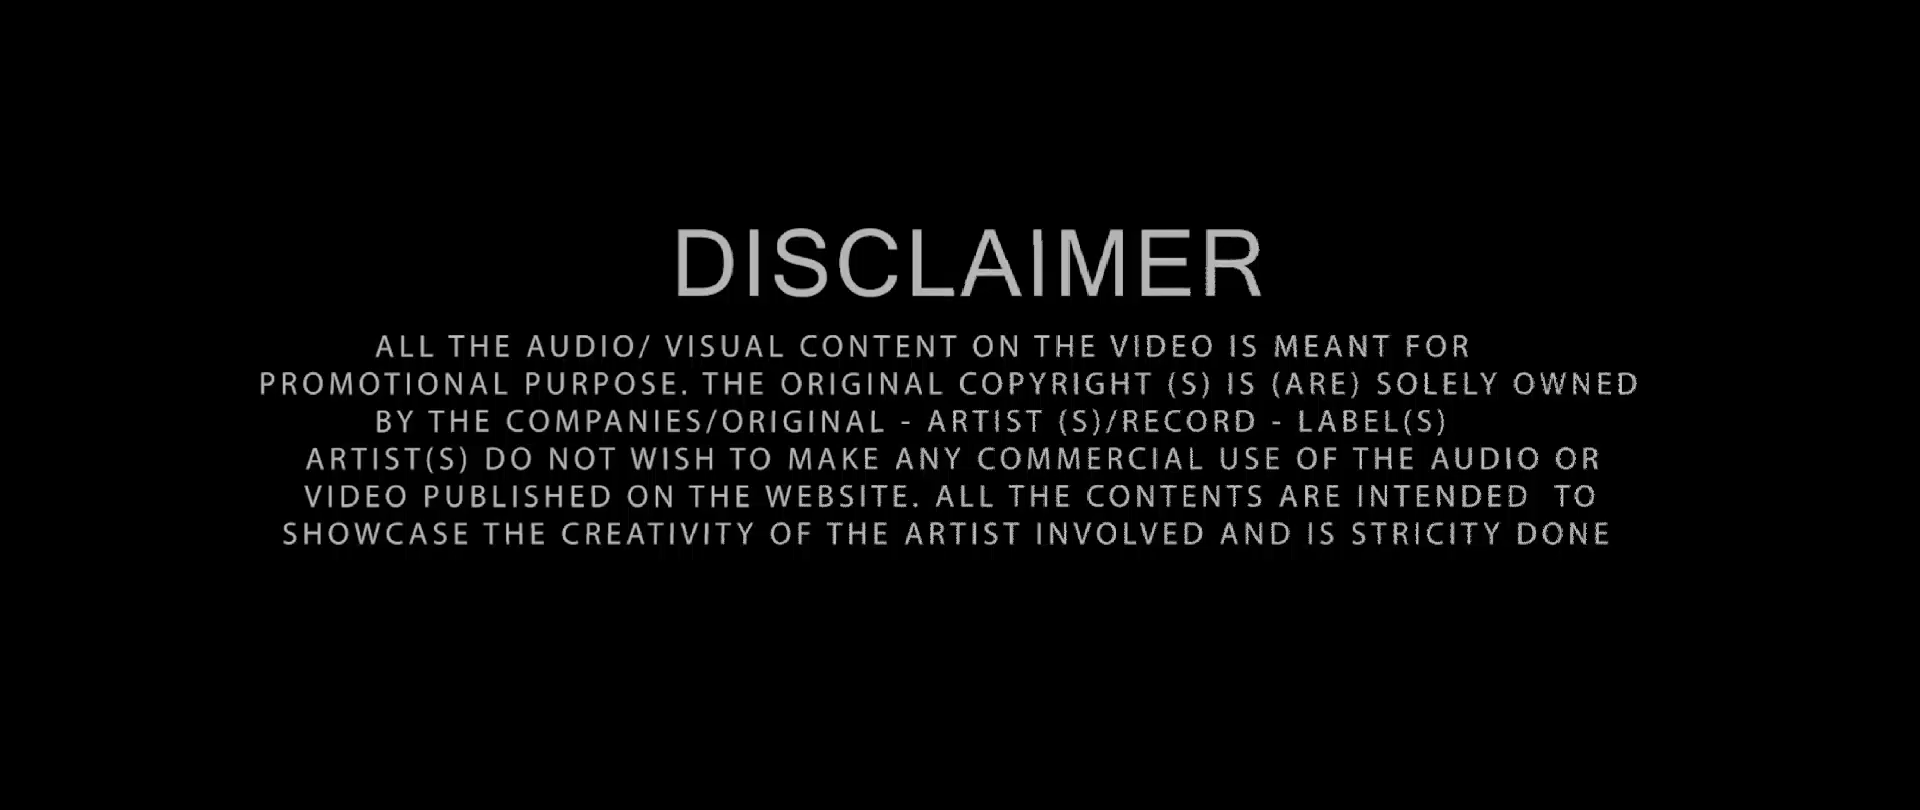 DISCLAIMER
ALL THE AUDIO/ VISUAL CONTENT ON THE VIDEO IS MEANT FOR
PROMOTIONAL PURPOSE. THE ORIGINAL COPYRIGHT (S) IS (ARE) SOLELY OWNED
BY THE COMPANIES/ORIGINAL - ARTIST (S)/RECORD - LABEL(S)
ARTIST(S) DO NOT WISH TO MAKE ANY COMMERCIAL USE OF THE AUDIO OR
VIDEO PUBLISHED ON THE WEBSITE. ALL THE CONTENTS ARE INTENDED  TO
SHOWCASE THE CREATIVITY OF THE ARTIST INVOLVED AND IS STRICITY DONE